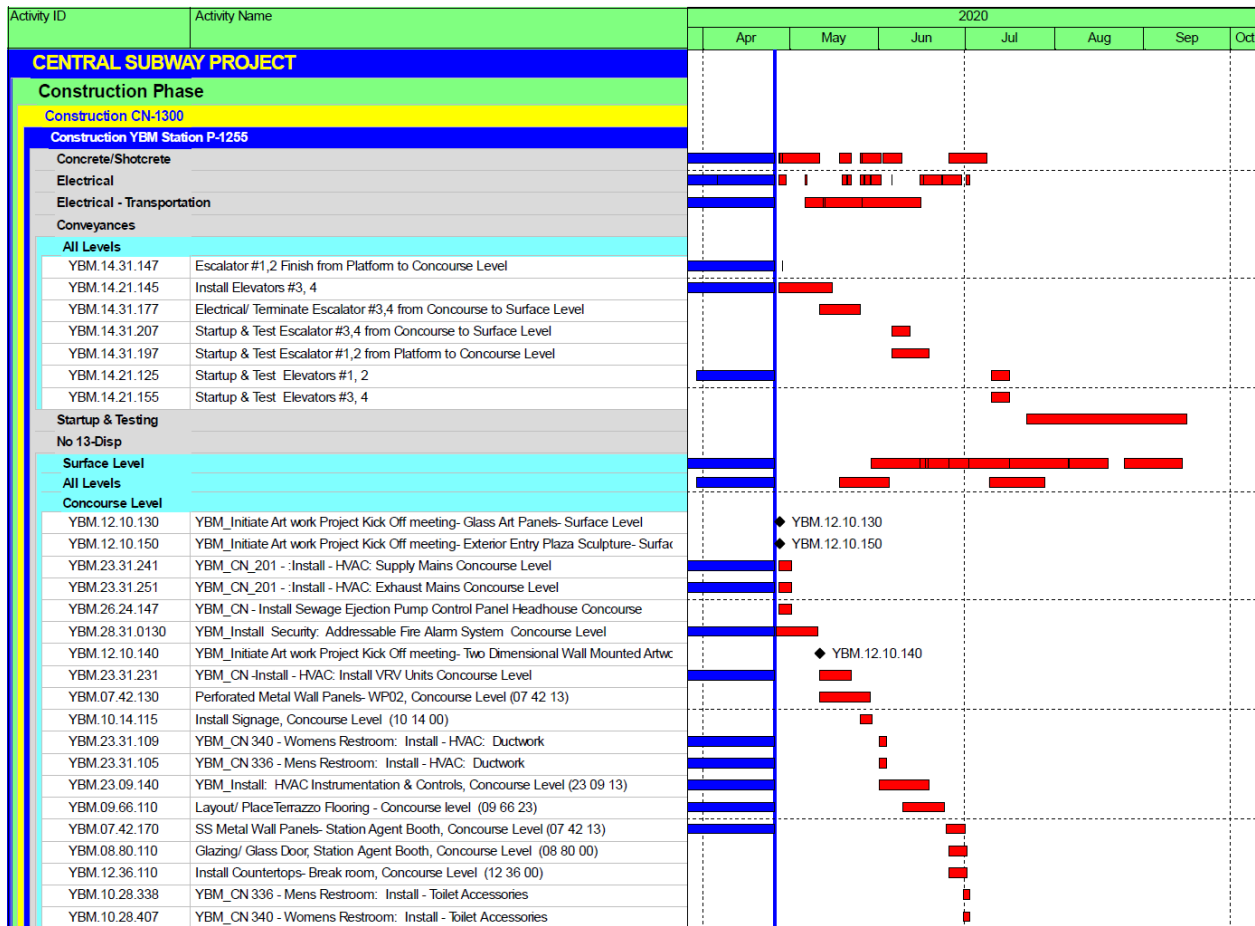 Activity ID Activity Name 2020
Apr May Jun Jul Aug Sep Oct
CENTRAL SUBWAY PROJECT
Construction Phase
Construction CN-1300
Construction YBM Station P-1255
Concrete/Shotcrete
Electrical
Electrical - Transportation
Conveyances
All Levels
YBM.14.31.147 Escalator #1,2 Finish from Platform to Concourse Level
YBM.14.21.145 Install Elevators #3, 4
YBM.14.31.177 Electrical/ Terminate Escalator #3,4 from Concourse to Surface Level
YBM.14.31.207 Startup & Test Escalator #3,4 from Concourse to Surface Level
YBM.14.31.197 Startup & Test Escalator #1,2 from Platform to Concourse Level
YBM.14.21.125 Startup & Test Elevators #1, 2
YBM.14.21.155 Startup & Test Elevators #3, 4
Startup & Testing
No 13-Disp
Surface Level
All Levels
Concourse Level
YBM.12.10.130 YBM_Initiate Art work Project Kick Off meeting- Glass Art Panels- Surface Level YBM.12.10.130
YBM.12.10.150 YBM_Initiate Art work Project Kick Off meeting- Exterior Entry Plaza Sculpture- Surfac YBM.12.10.150
YBM.23.31.241 YBM_CN_201 - :Install - HVAC: Supply Mains Concourse Level
YBM.23.31.251 YBM_CN_201 - :Install - HVAC: Exhaust Mains Concourse Level
YBM.26.24.147 YBM_CN - Install Sewage Ejection Pump Control Panel Headhouse Concourse
YBM.28.31.0130 YBM_Install Security: Addressable Fire Alarm System Concourse Level
YBM.12.10.140 YBM_Initiate Art work Project Kick Off meeting- Two Dimensional Wall Mounted Artwc YBM.12.10.140
YBM.23.31.231 YBM_CN -Install - HVAC: Install VRV Units Concourse Level
YBM.07.42.130 Perforated Metal Wall Panels- WP02, Concourse Level (07 42 13)
YBM.10.14.115 Install Signage, Concourse Level (10 14 00)
YBM.23.31.109 YBM_CN 340 - Womens Restroom: Install - HVAC: Ductwork
YBM.23.31.105 YBM_CN 336 - Mens Restroom: Install - HVAC: Ductwork
YBM.23.09.140 YBM_Install: HVAC Instrumentation & Controls, Concourse Level (23 09 13)
YBM.09.66.110 Layout/ PlaceTerrazzo Flooring - Concourse level (09 66 23)
YBM.07.42.170 SS Metal Wall Panels- Station Agent Booth, Concourse Level (07 42 13)
YBM.08.80.110 Glazing/ Glass Door, Station Agent Booth, Concourse Level (08 80 00)
YBM.12.36.110 Install Countertops- Break room, Concourse Level (12 36 00)
YBM.10.28.338 YBM_CN 336 - Mens Restroom: Install - Toilet Accessories
YBM.10.28.407 YBM_CN 340 - Womens Restroom: Install - Toilet Accessories